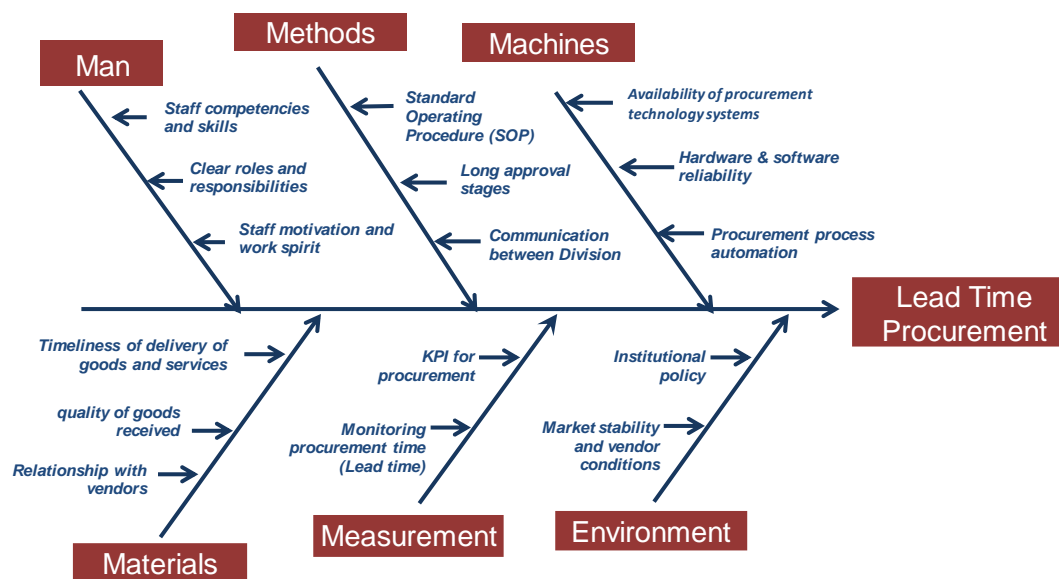 Man
Methods
Machines
Staff competencies
and skills
Clear roles and
responsibilities
Staff motivation and
work spirit
Standard
Operating
Procedure (SOP)
Long approval
stages
Communication
between Division
Availability of procurement
technology systems
Hardware & software
reliability
Procurement process
automation
Lead Time
Procurement
Timeliness of delivery of
goods and services
quality of goods
received
Relationship with
vendors
KPI for
procurement
Monitoring
procurement time
(Lead time)
Institutional
policy
Market stability
and vendor
conditions
Materials
Measurement
Environment